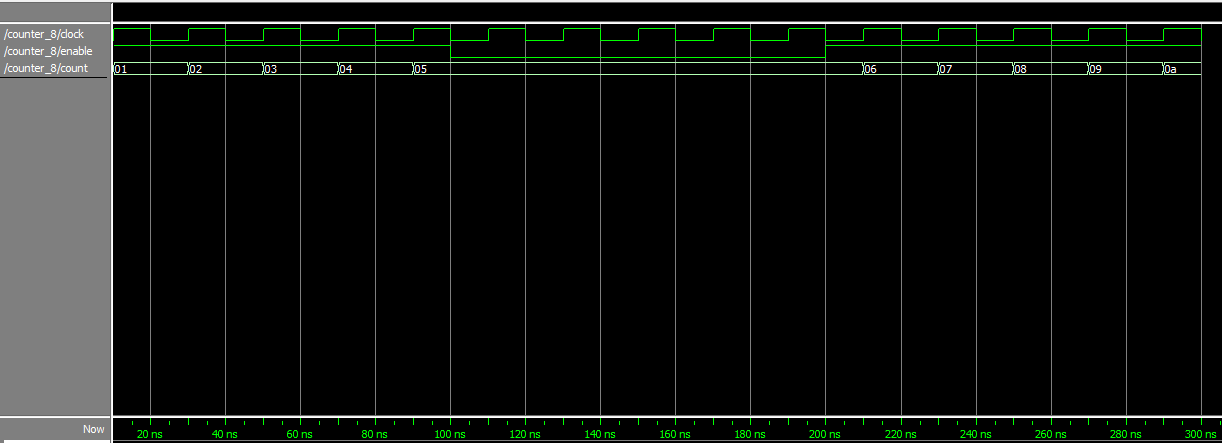 /counter_8/clock
/counter_8/enable
/counter_8/count 01 02 03 04 05 06 07 08 09 0a
Now 20 ns 40 ns 60 ns 80 ns 100 ns 120 ns 140 ns 160 ns 180 ns 200 ns 220 ns 240 ns 260 ns 280 ns 300 ns